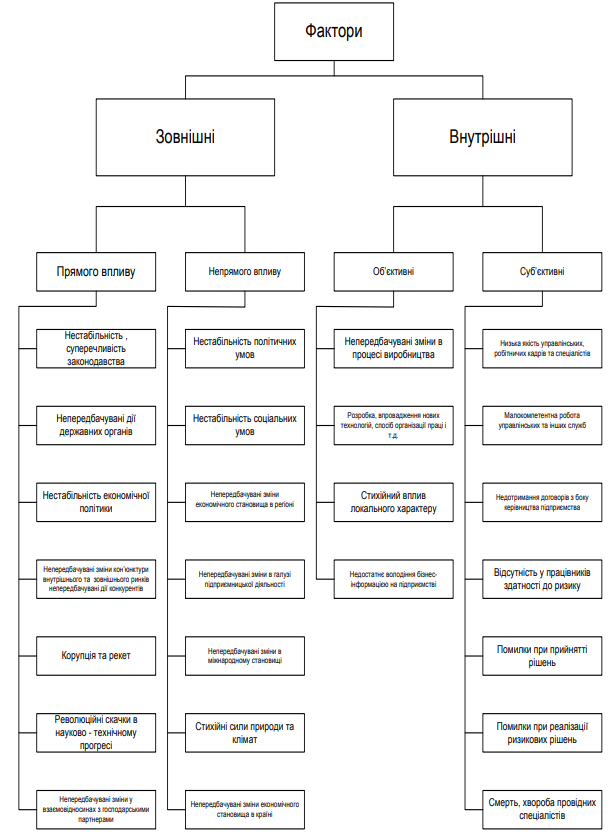 Фактори
Зовнішні
Внутрішні
Прямого впливу
Непрямого впливу
Об'єктивні
Суб'єктивні
Нестабільність ,
суперечливість
законодавства
Непередбачувані дії
державних органів
Нестабільність економічної
політики
Непередбачувані зміни кон'юнктури
внутрішнього та  зовнішнього ринків
непередбачувані дії конкурентів
Корупція та рекет
Революційні скачки в
науково - технічному
прогресі
Непередбачувані зміни у
взаємовідносинах з господарськими
партнерами
Нестабільність політичних
умов
Нестабільність соціальних
умов
Непередбачувані зміни
економічного становища в регіоні
Непередбачувані зміни в галузі
підприємницької діяльності
Непередбачувані зміни в
міжнародному становищі
Стихійні сили природи та
клімат
Непередбачувані зміни економічного
становища в країні
Непередбачувані зміни в
процесі виробництва
Розробка, впровадження нових
технологій, спосіб організації праці і
т.д.
Стихійний вплив
локального характеру
Недостатнє володіння бізнес-
інформацією на підприємстві
Низька якість управлінських,
робітничих кадрів та спеціалістів
Малокомпетентна робота
управлінських та інших служб
Недотримання договорів з боку
керівництва підприємства
Відсутність у працівників
здатності до ризику
Помилки при прийнятті
рішень
Помилки при реалізації
ризикових рішень
Смерть, хвороба провідних
спеціалістів